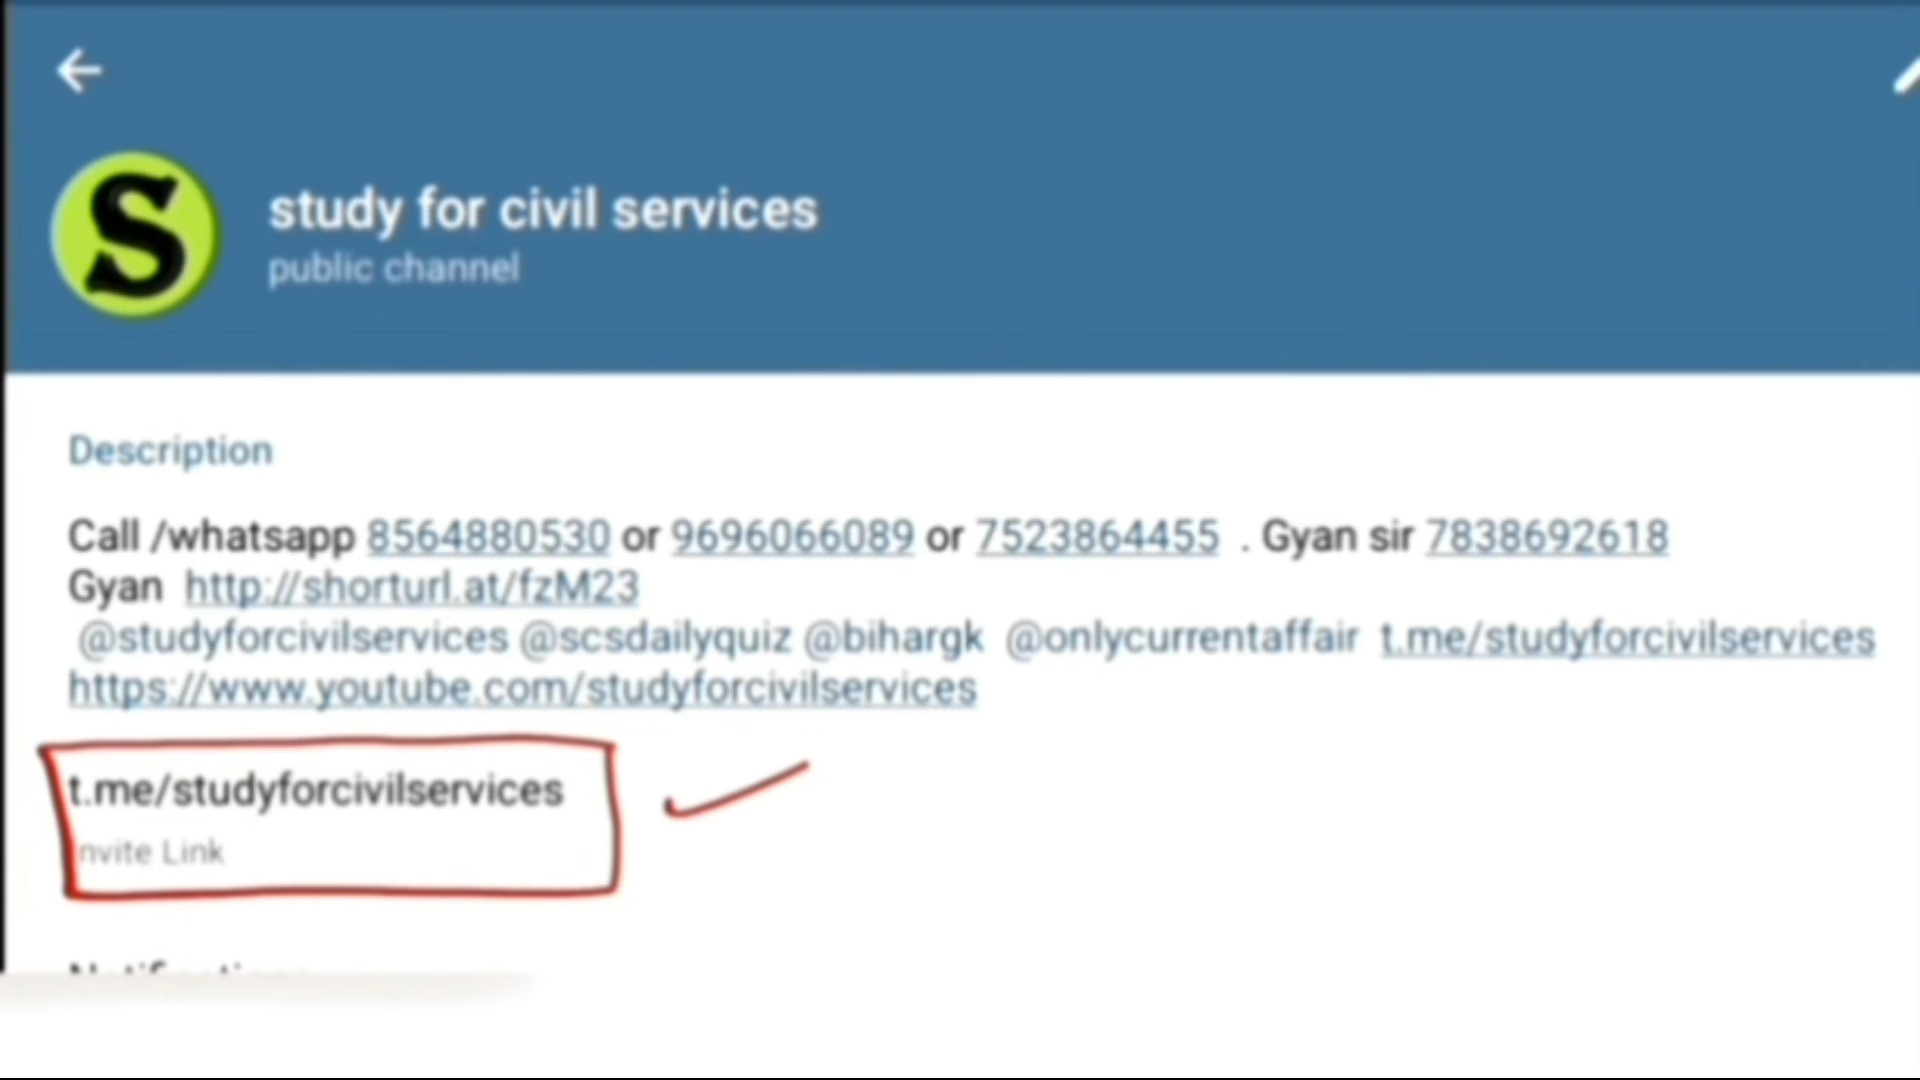 S
study for civil services
public channel
Description
Call /whatsapp 8564880530 or 9696066089 or 7523864455 . Gyan sir 7838692618
Gyan http://shorturl.at/fzM23
@studyforcivilservices @scsdailyquiz @bihargk @onlycurrentaffair t.me/studyforcivilservices
https://www.youtube.com/studyforcivilservices
t.me/studyforcivilservices
nvite Link